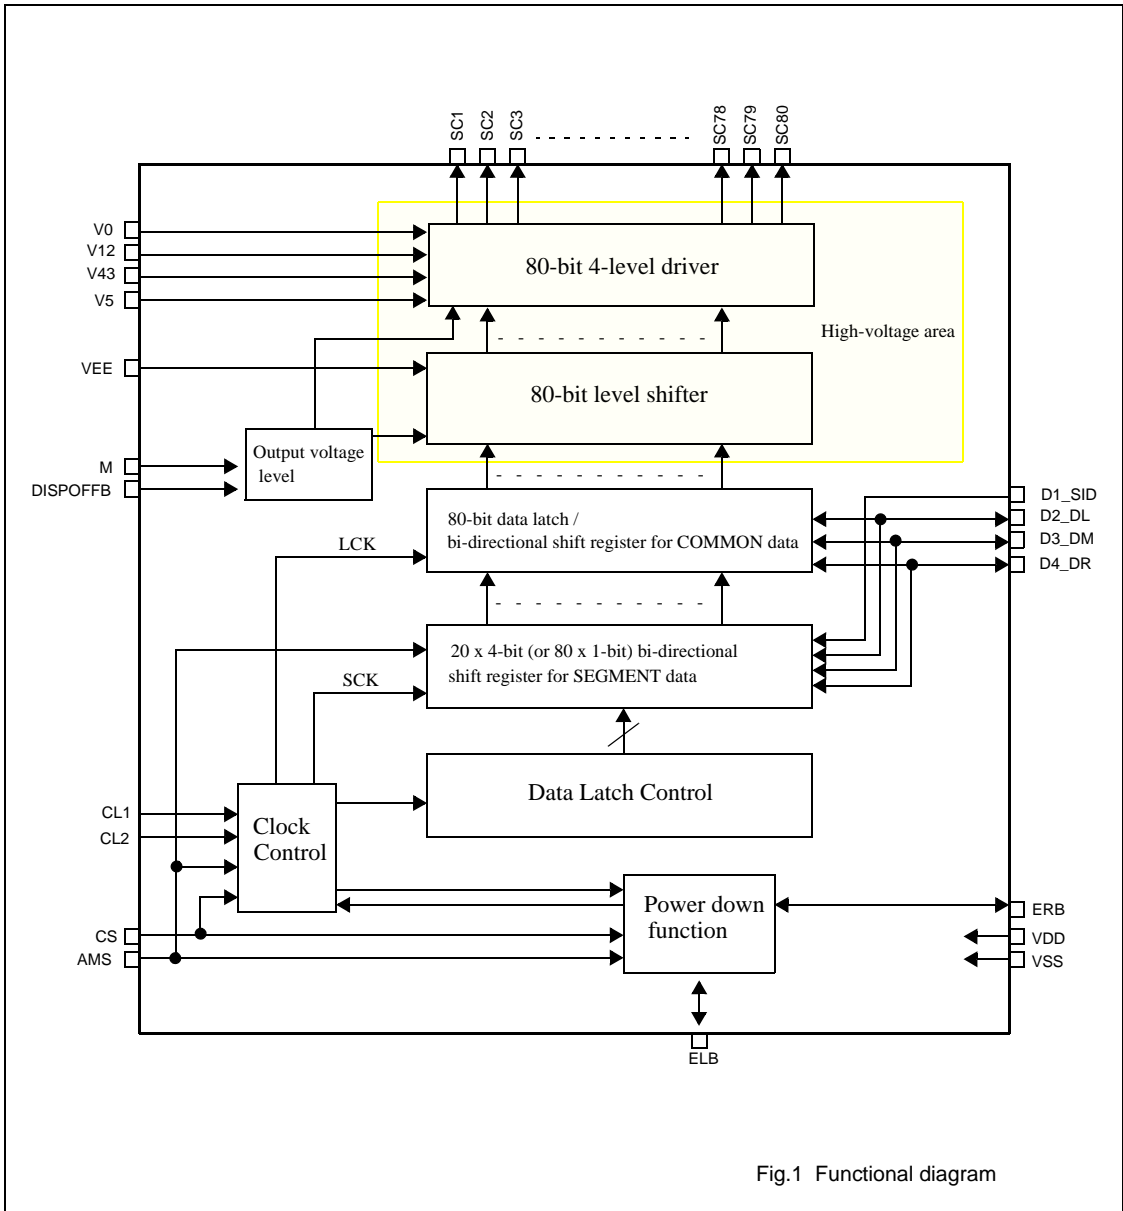 SC1
SC2
SC3
SC78
SC79
SC80
V0
V12
V43
V5
80-bit 4-level driver
High-voltage area
VEE
80-bit level shifter
Output voltage
level
M
DISPOFFB
D1_SID
D2_DL
D3_DM
D4_DR
80-bit data latch /
bi-directional shift register for COMMON data
LCK
20 x 4-bit (or 80 x 1-bit) bi-directional
shift register for SEGMENT data
SCK
Data Latch Control
CL1
CL2
Clock
Control
Power down
function
CS
AMS
ERB
VDD
VSS
ELB
Fig.1 Functional diagram